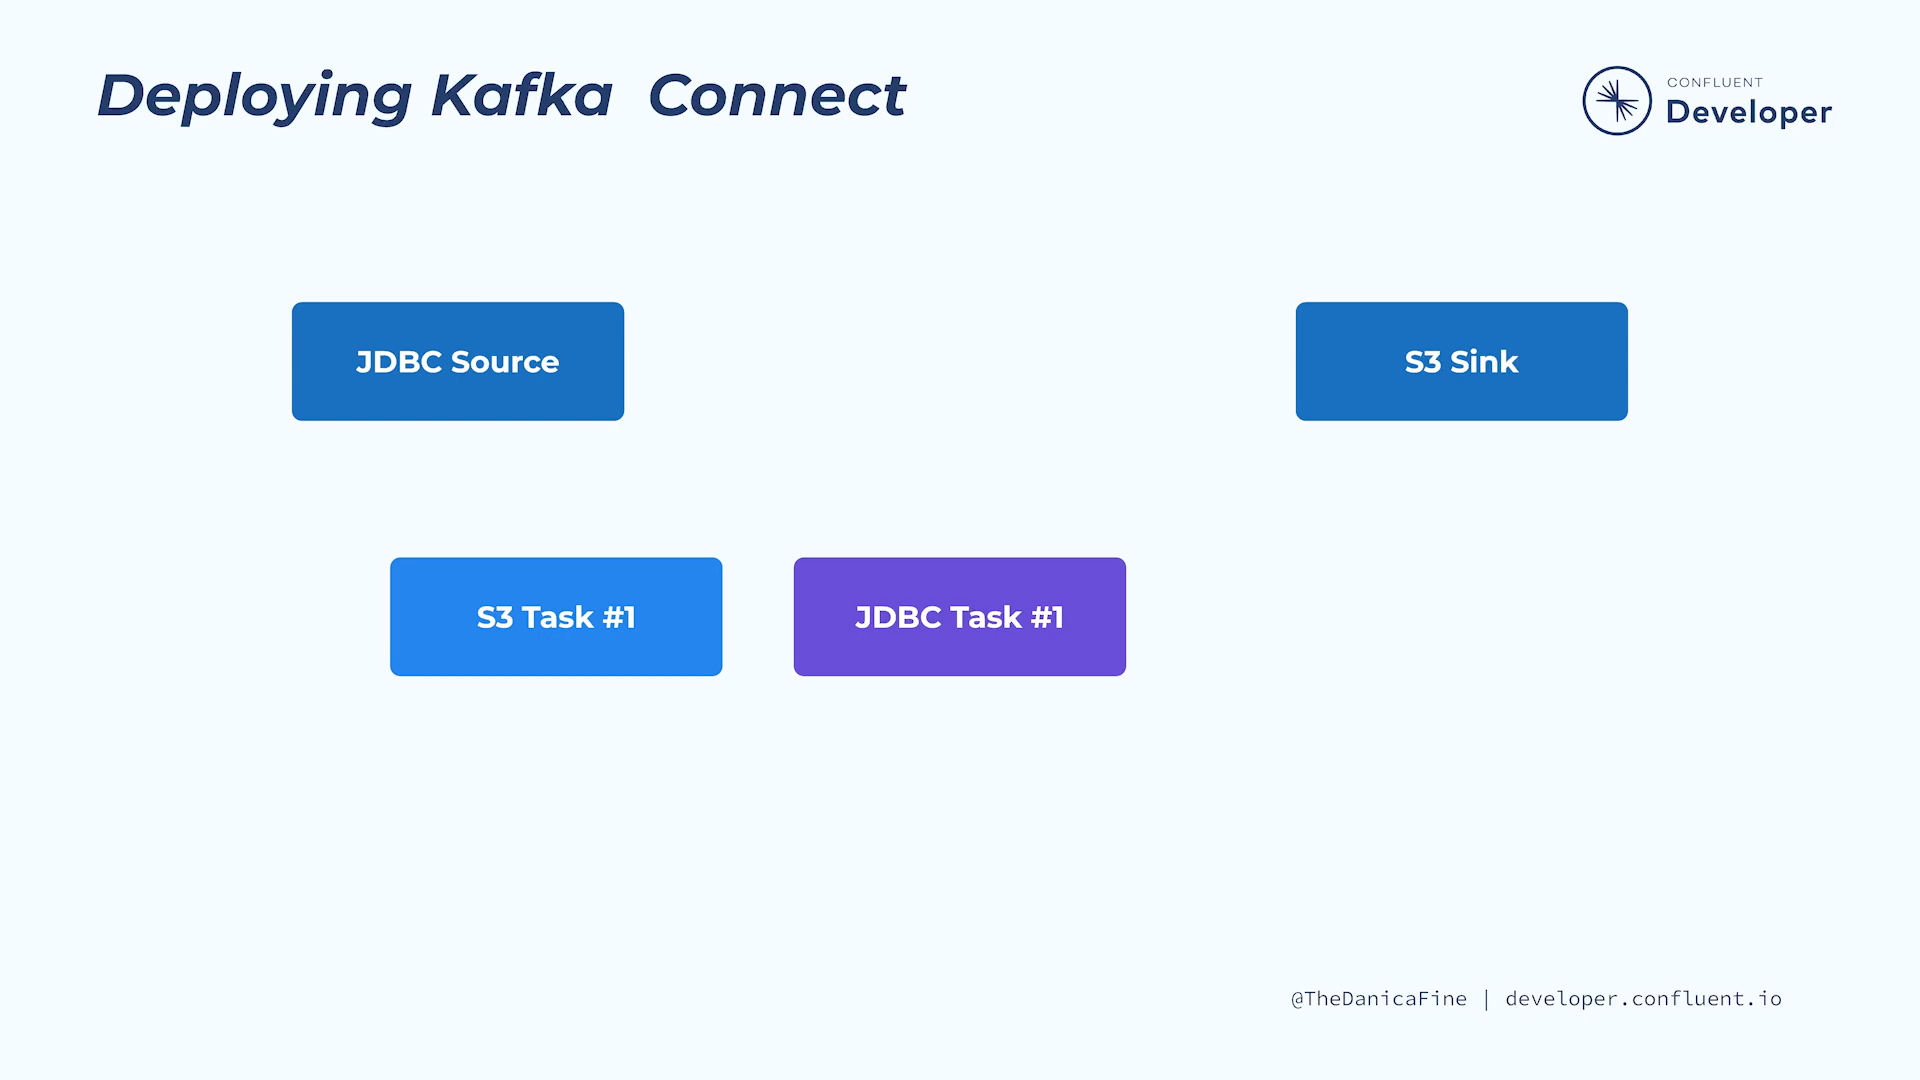 Deploying Kafka  Connect
CONFLUENT
Developer
JDBC Source
S3 Sink
S3 Task #1
JDBC Task #1
@TheDanicaFine | developer.confluent.io